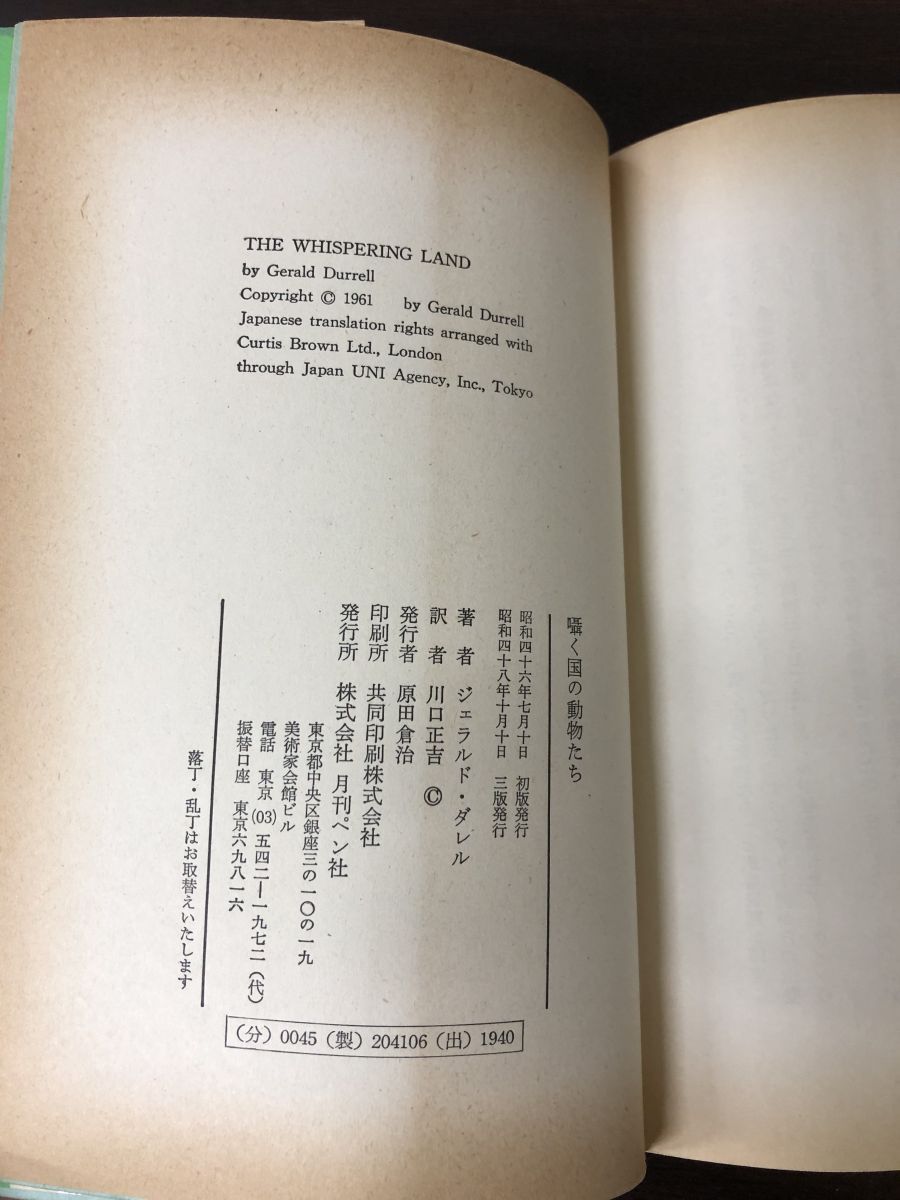 THE WHISPERING LAND
by Gerald Durrell
Copyright © 1961 by Gerald Durrell
Japanese translation rights arranged with
Curtis Brown Ltd., London
through Japan UNI Agency, Inc., Tokyo
囁く国の動物たち
昭和四十六年七月十日 初版発行
昭和四十八年十月十日 三版発行
著者 ジェラルド・ダレル
訳者 川口正吉 ©
発行者 原田倉治
印刷所 共同印刷株式会社
発行所 株式会社 月刊ペン社
東京都中央区銀座三の一〇の一九
美術家会館ビル
電話 東京(03)五四二―一九七二(代)
振替口座 東京六九八一六
落丁・乱丁はお取替えいたします
(分)0045(製)204106(出)1940